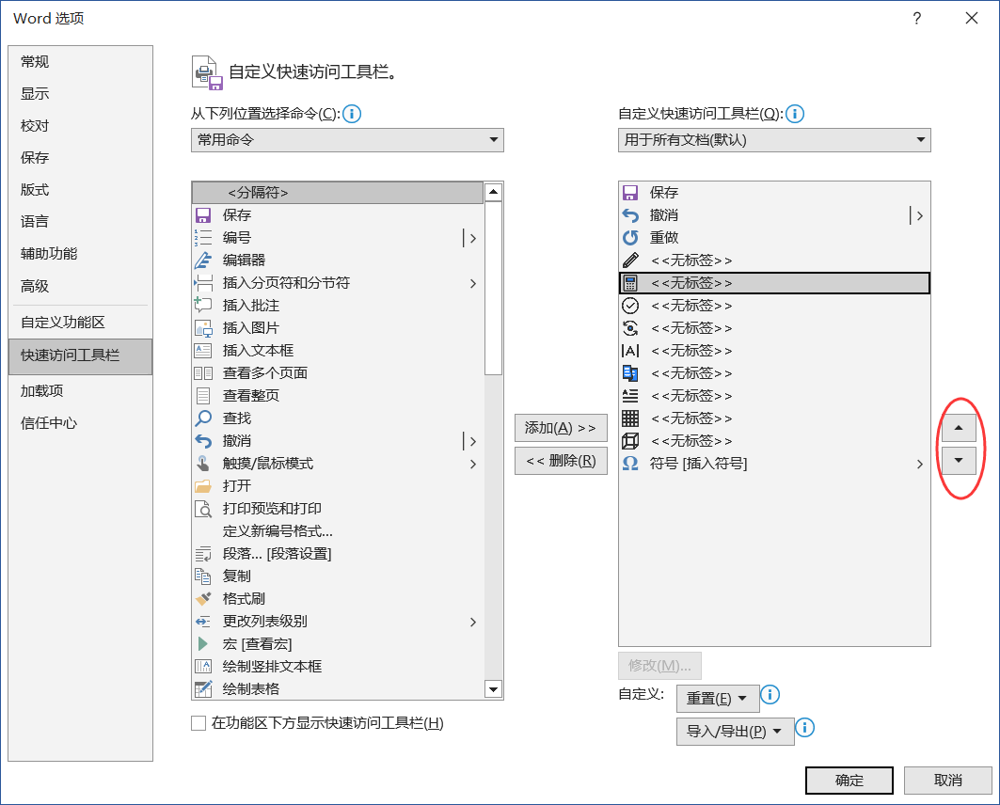 Word 选项
?
常规
显示
校对
保存
版式
语言
辅助功能
高级
自定义功能区
快速访问工具栏
加载项
信任中心
自定义快速访问工具栏。
从下列位置选择命令(C):
常用命令
<分隔符>
保存
编号
编辑器
插入分页符和分节符
插入批注
插入图片
插入文本框
查看多个页面
查看整页
查找
撤消
触摸/鼠标模式
打开
打印预览和打印
定义新编号格式...
段落... [段落设置]
复制
格式刷
更改列表级别
宏 [查看宏]
绘制竖排文本框
绘制表格
在功能区下方显示快速访问工具栏(H)
添加(A) >>
<< 删除(R)
自定义快速访问工具栏(Q):
用于所有文档(默认)
保存
撤消
重做
<<无标签>>
<<无标签>>
<<无标签>>
<<无标签>>
<<无标签>>
<<无标签>>
<<无标签>>
<<无标签>>
<<无标签>>
符号 [插入符号]
修改(M)...
自定义:
重置(E)
导入/导出(P)
确定
取消